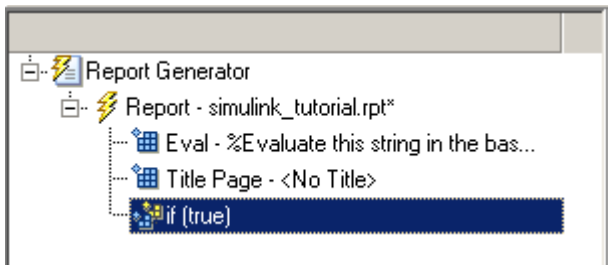 Report Generator
Report - simulink_tutorial.rpt*
Eval - %Evaluate this string in the bas...
Title Page - <No Title>
if (true)